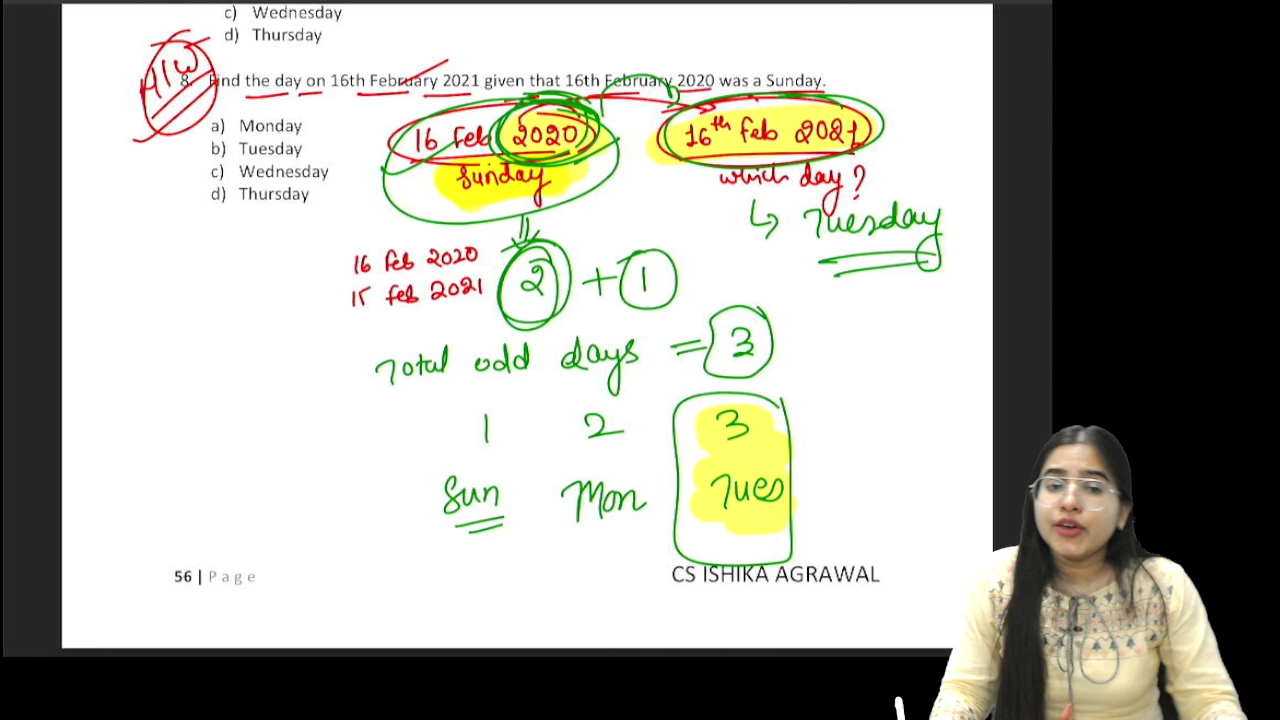 c) Wednesday
d) Thursday
H/W
8. Find the day on 16th February 2021 given that 16th February 2020 was a Sunday.
a) Monday
b) Tuesday
c) Wednesday
d) Thursday
16 Feb 2020
Sunday
16th Feb 2021
which day?
↳ Tuesday
16 Feb 2020
15 Feb 2021
2 + 1
Total odd days = 3
1 2 3
Sun Mon Tues
56 | Page
CS ISHIKA AGRAWAL